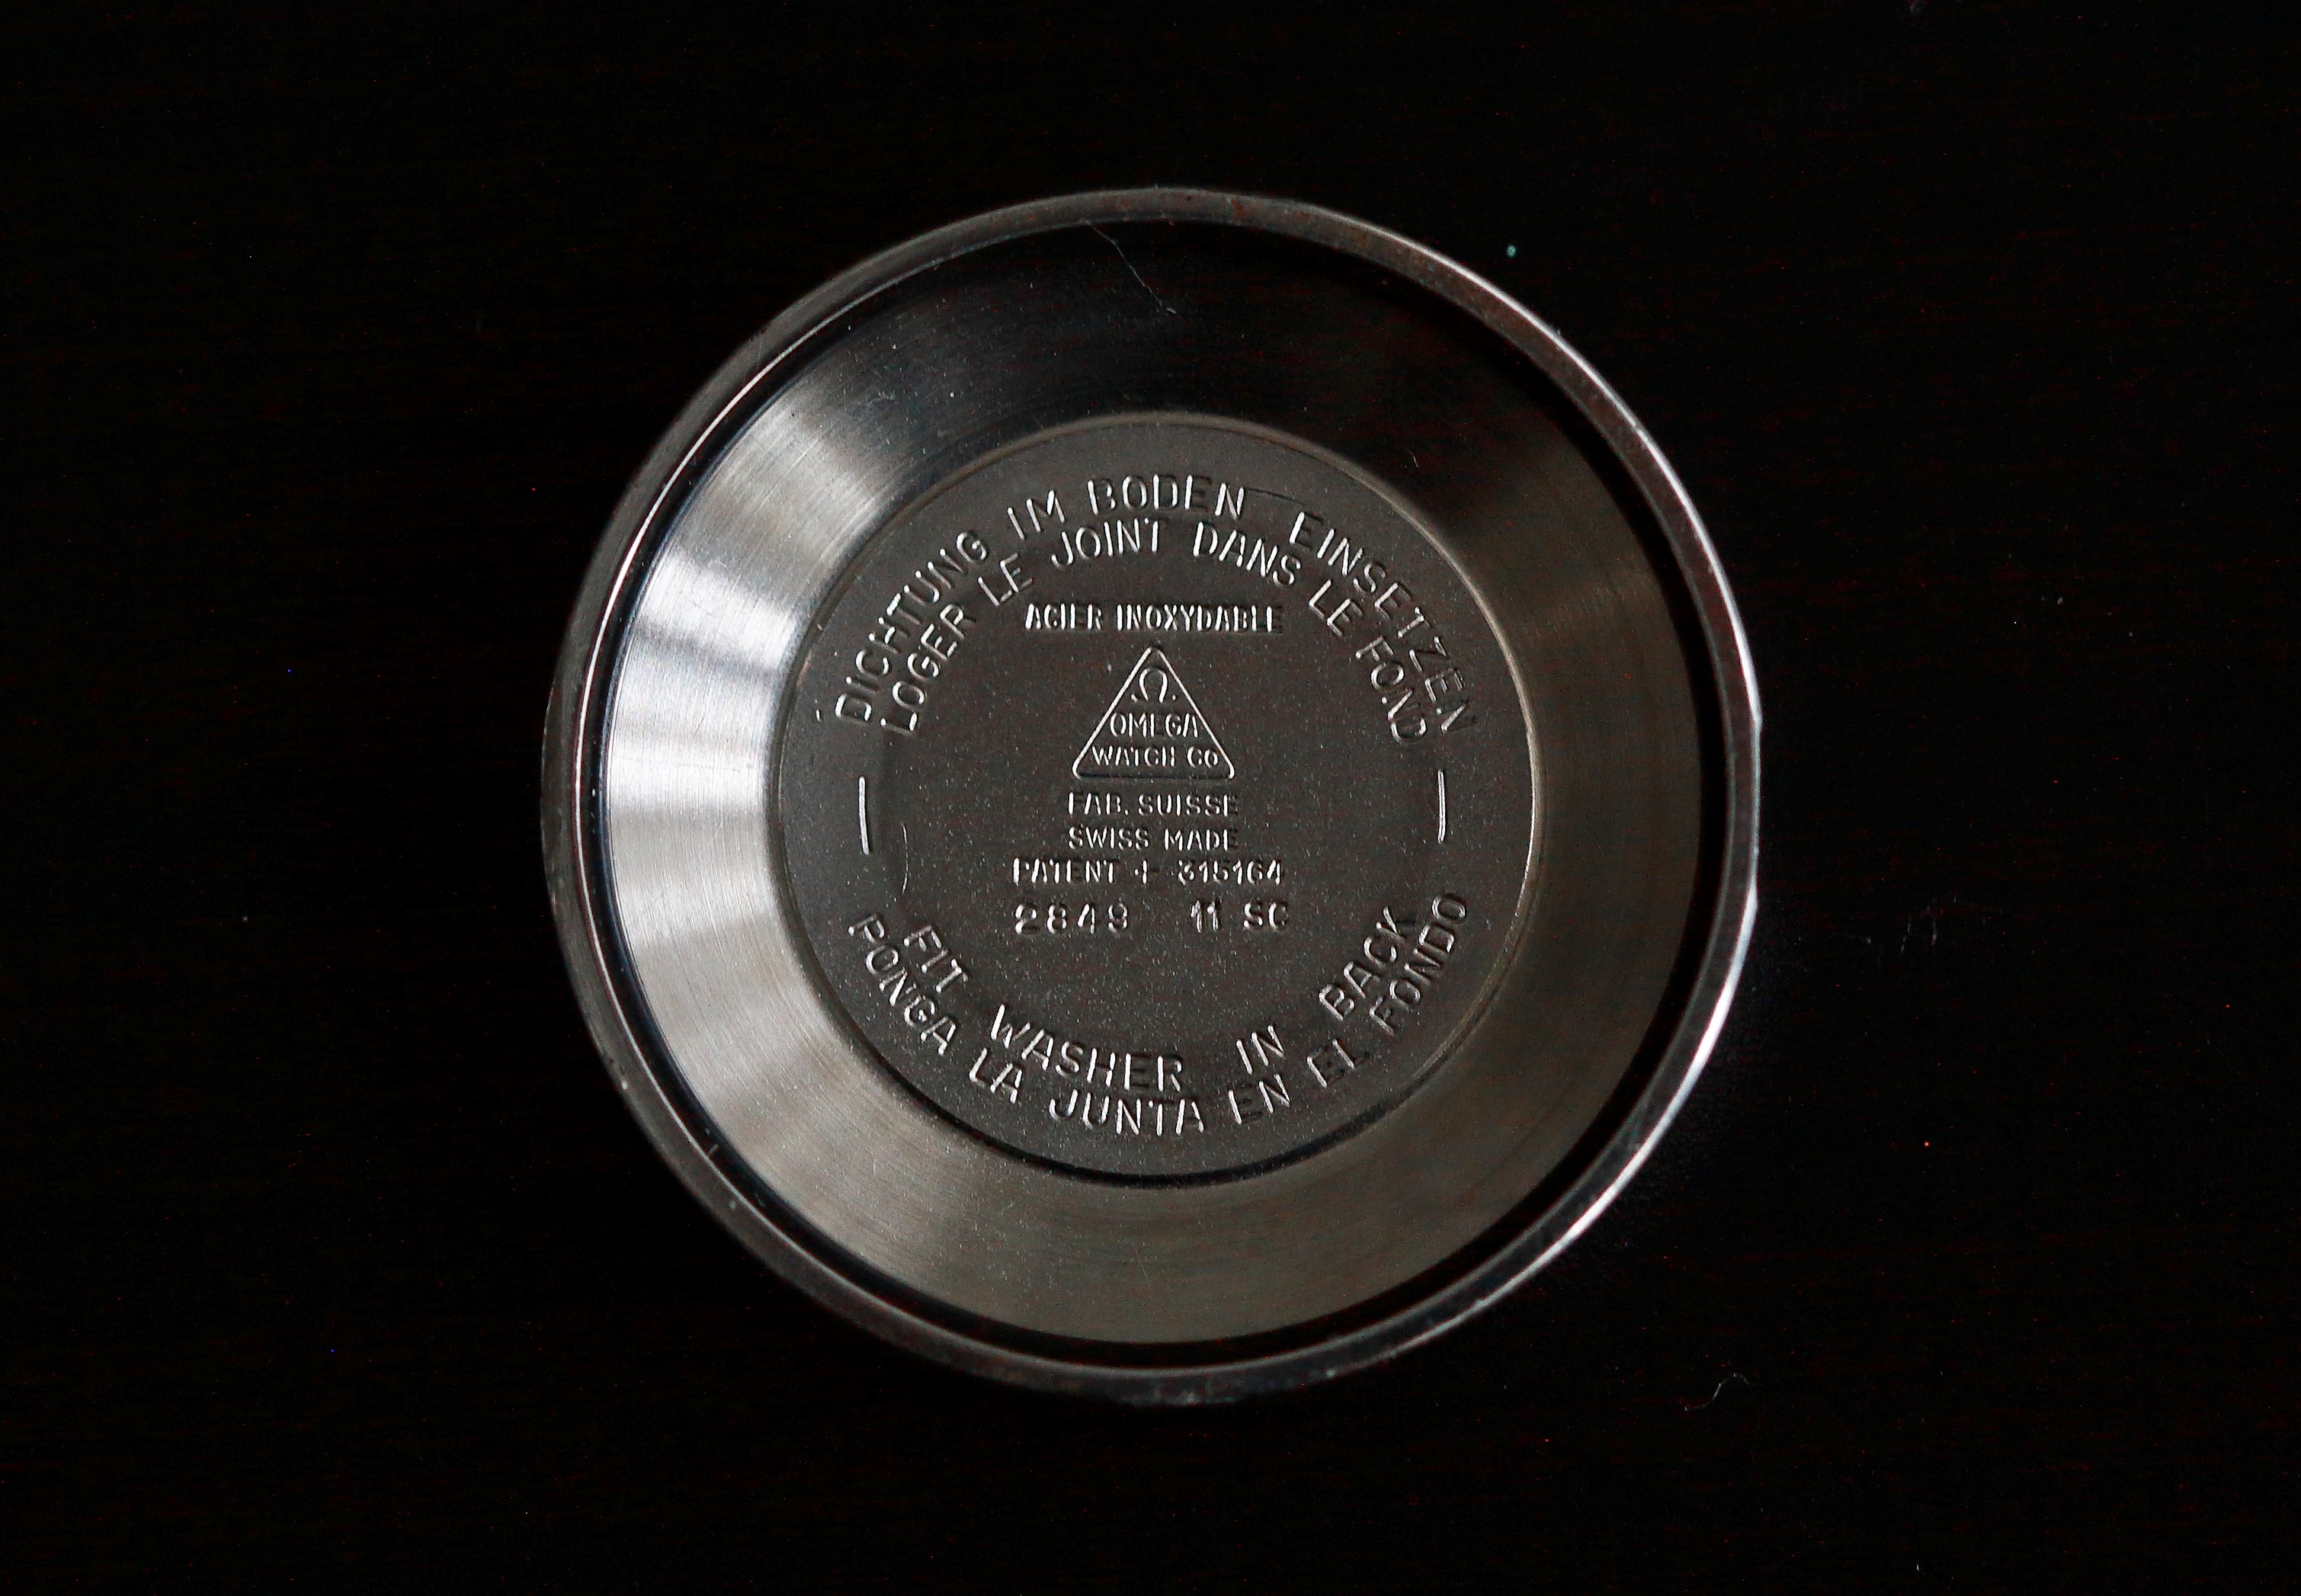 DICHTUNG IM BODEN EINSETZEN
LOGER LE JOINT DANS LE FOND
ACIER INOXYDABLE
Ω
OMEGA
WATCH CO
FAB. SUISSE
SWISS MADE
PATENT + 315164
2849 11 SC
FIT WASHER IN BACK
PONGA LA JUNTA EN EL FONDO